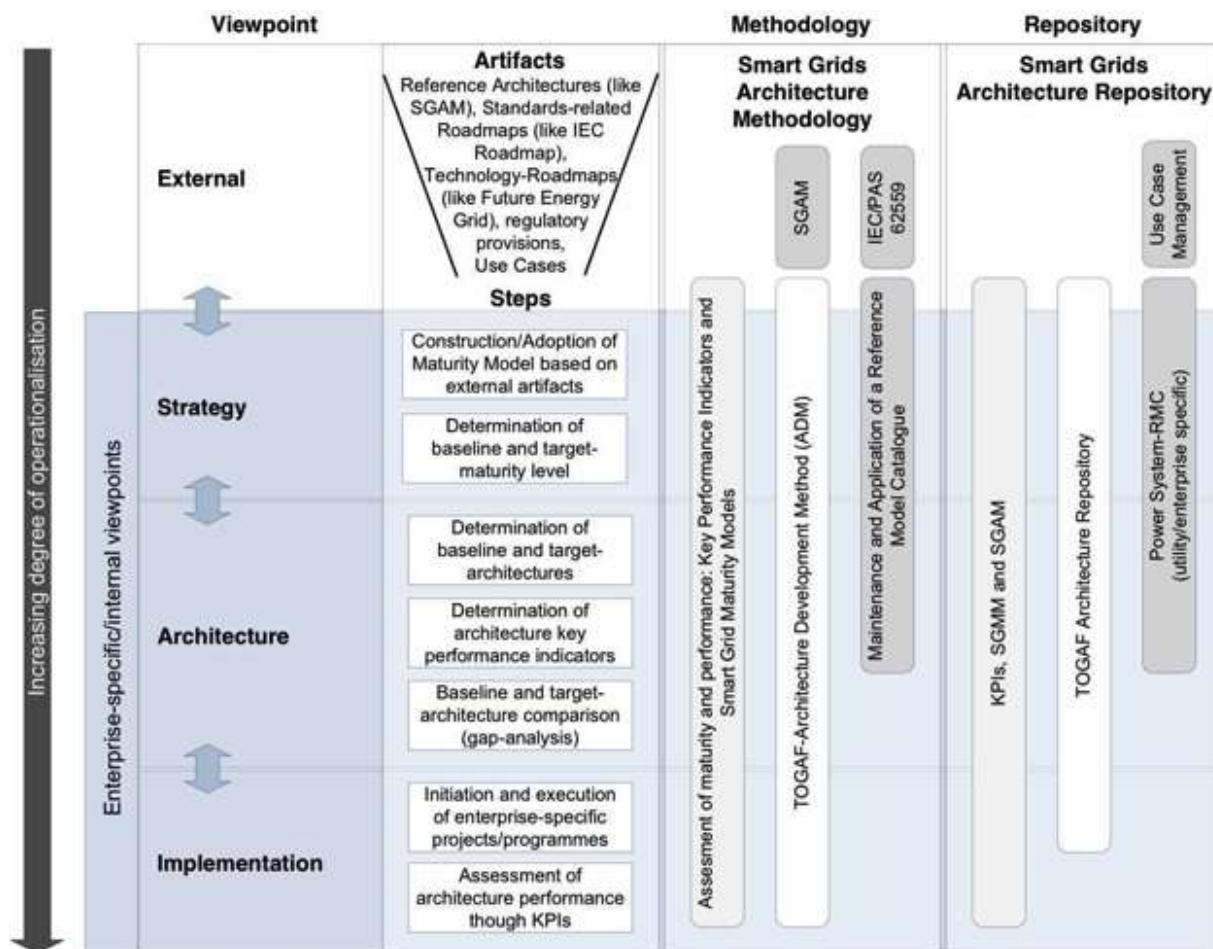 Viewpoint
Methodology
Repository
Increasing degree of operationalisation
Enterprise-specific/internal viewpoints
External
Strategy
Architecture
Implementation
Artifacts
Reference Architectures (like
SGAM), Standards-related
Roadmaps (like IEC
Roadmap),
Technology-Roadmaps
(like Future Energy
Grid), regulatory
provisions,
Use Cases
Steps
Construction/Adoption of
Maturity Model based on
external artifacts
Determination of
baseline and target-
maturity level
Determination of
baseline and target-
architectures
Determination of
architecture key
performance indicators
Baseline and target-
architecture comparison
(gap-analysis)
Initiation and execution
of enterprise-specific
projects/programmes
Assessment of
architecture performance
though KPIs
Smart Grids
Architecture
Methodology
SGAM
IEC/PAS
62559
Assesment of maturity and performance: Key Performance Indicators and
Smart Grid Maturity Models
TOGAF-Architecture Development Method (ADM)
Maintenance and Application of a Reference
Model Catalogue
Smart Grids
Architecture Repository
Use Case
Management
KPIs, SGMM and SGAM
TOGAF Architecture Repository
Power System-RMC
(utility/enterprise specific)